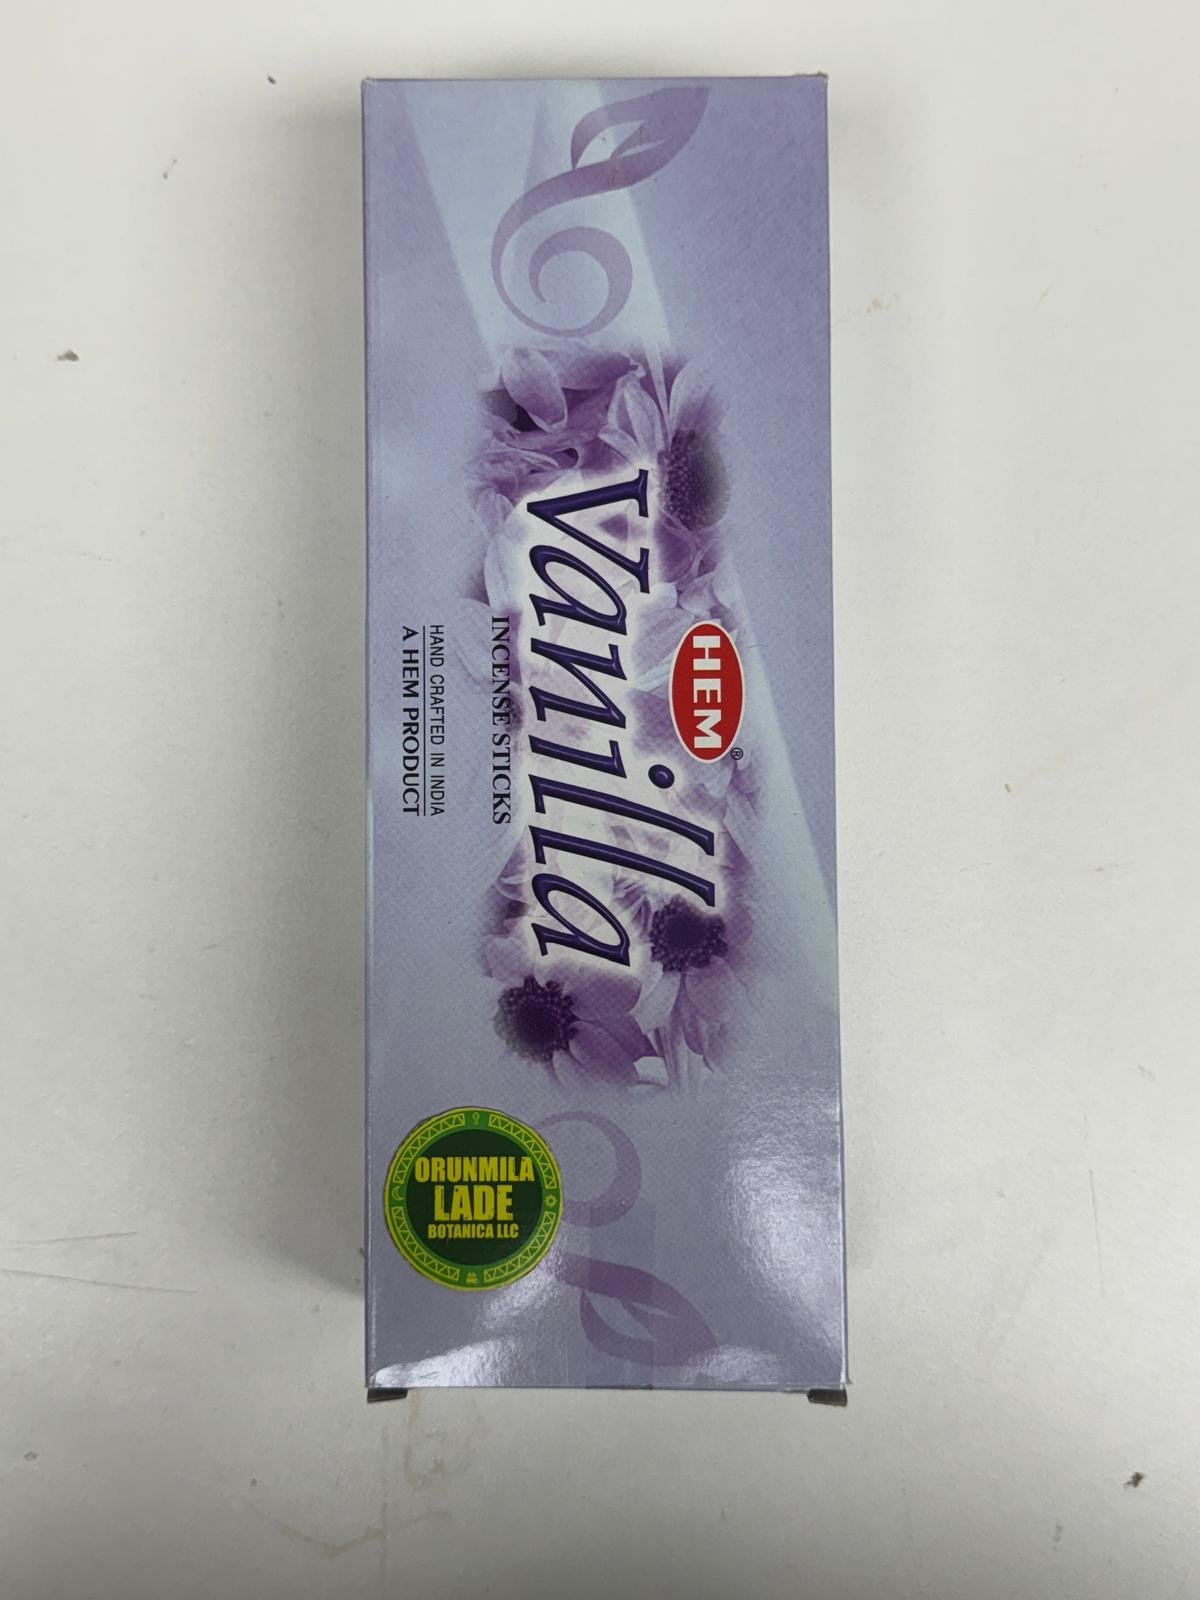 HEM®
Vanilla
INCENSE STICKS
HAND CRAFTED IN INDIA
A HEM PRODUCT
ORUNMILA
LADE
BOTANICA LLC